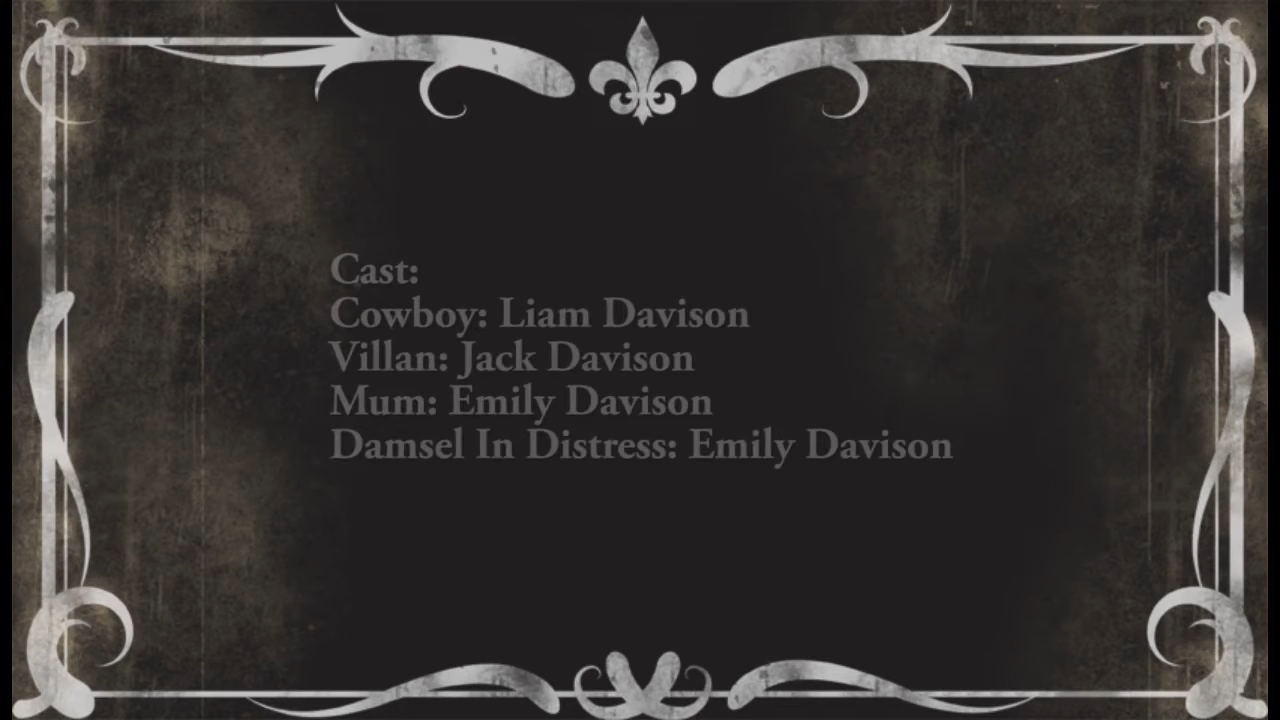 Cast:
Cowboy: Liam Davison
Villan: Jack Davison
Mum: Emily Davison
Damsel In Distress: Emily Davison